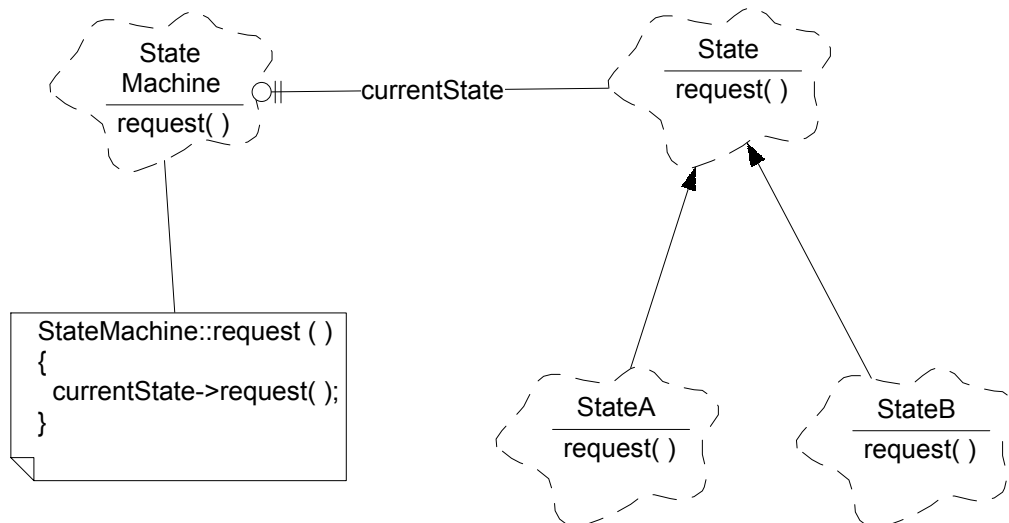 State
Machine
request( )
currentState
State
request( )
StateMachine::request ( )
{
currentState->request( );
}
StateA
request( )
StateB
request( )